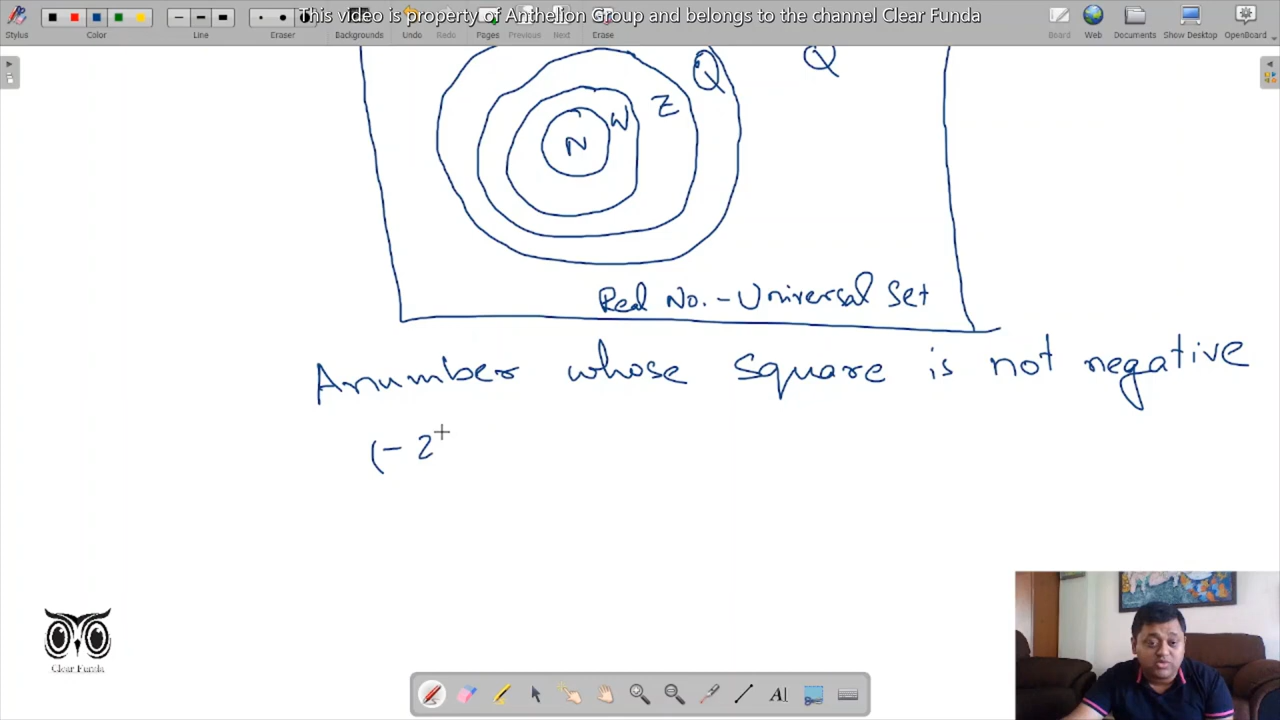 This video is property of Anthelion Group and belongs to the channel Clear Funda
Stylus Color Line Eraser Backgrounds Undo Redo Pages Previous Next Erase Board Web Documents Show Desktop OpenBoard
Q Q
Z
W
N
Real No. - Universal Set
A number whose square is not negative
(- 2
Clear Funda